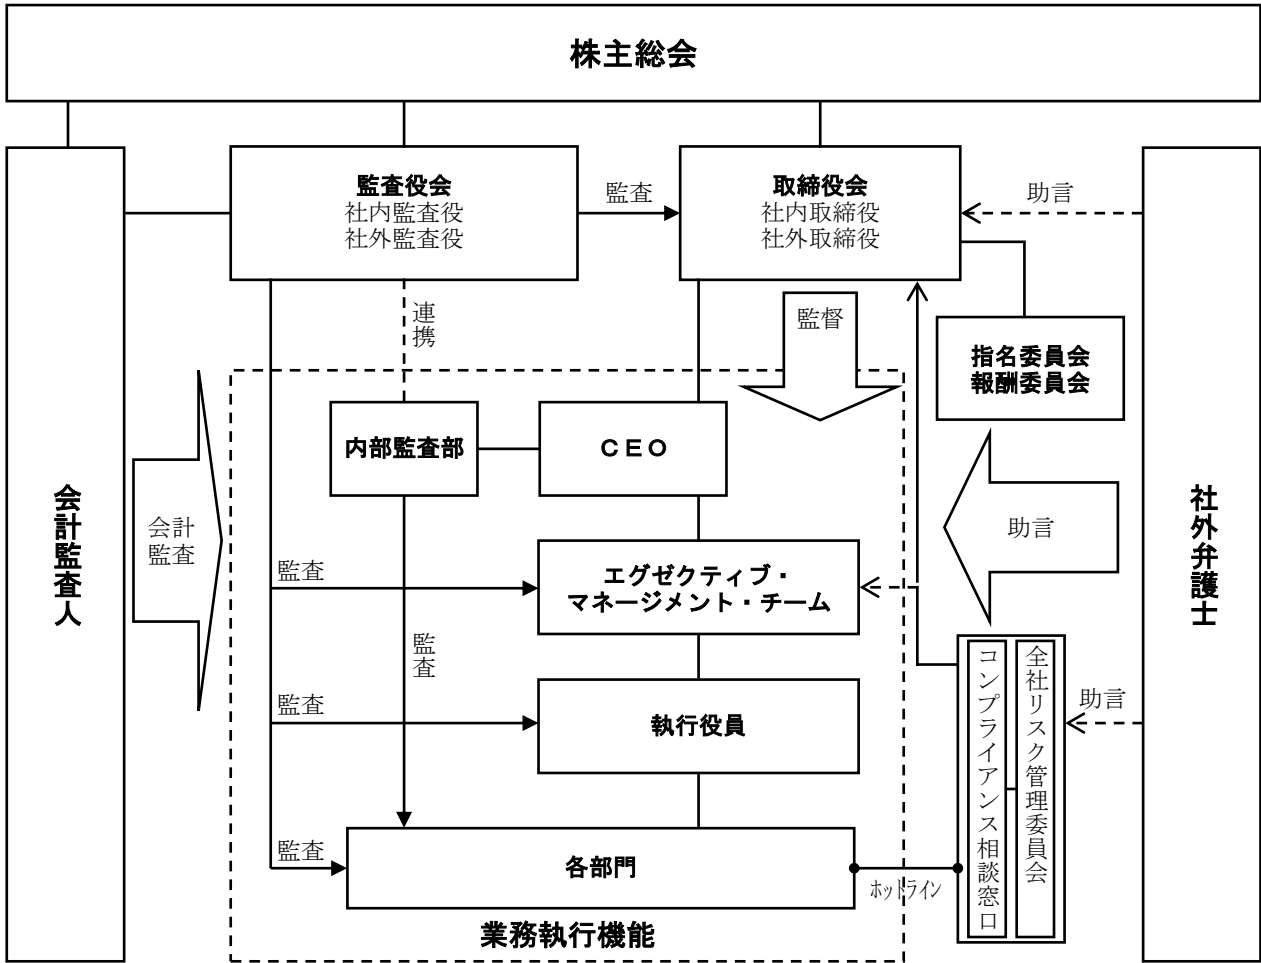 株主総会
監査役会
社内監査役
社外監査役
監査
取締役会
社内取締役
社外取締役
助言
連携
監督
指名委員会
報酬委員会
内部監査部
ＣＥＯ
会計監査人
会計
監査
助言
社外弁護士
監査
エグゼクティブ・
マネージメント・チーム
監査
監査
執行役員
コンプライアンス相談窓口
全社リスク管理委員会
助言
監査
各部門
ホットライン
業務執行機能